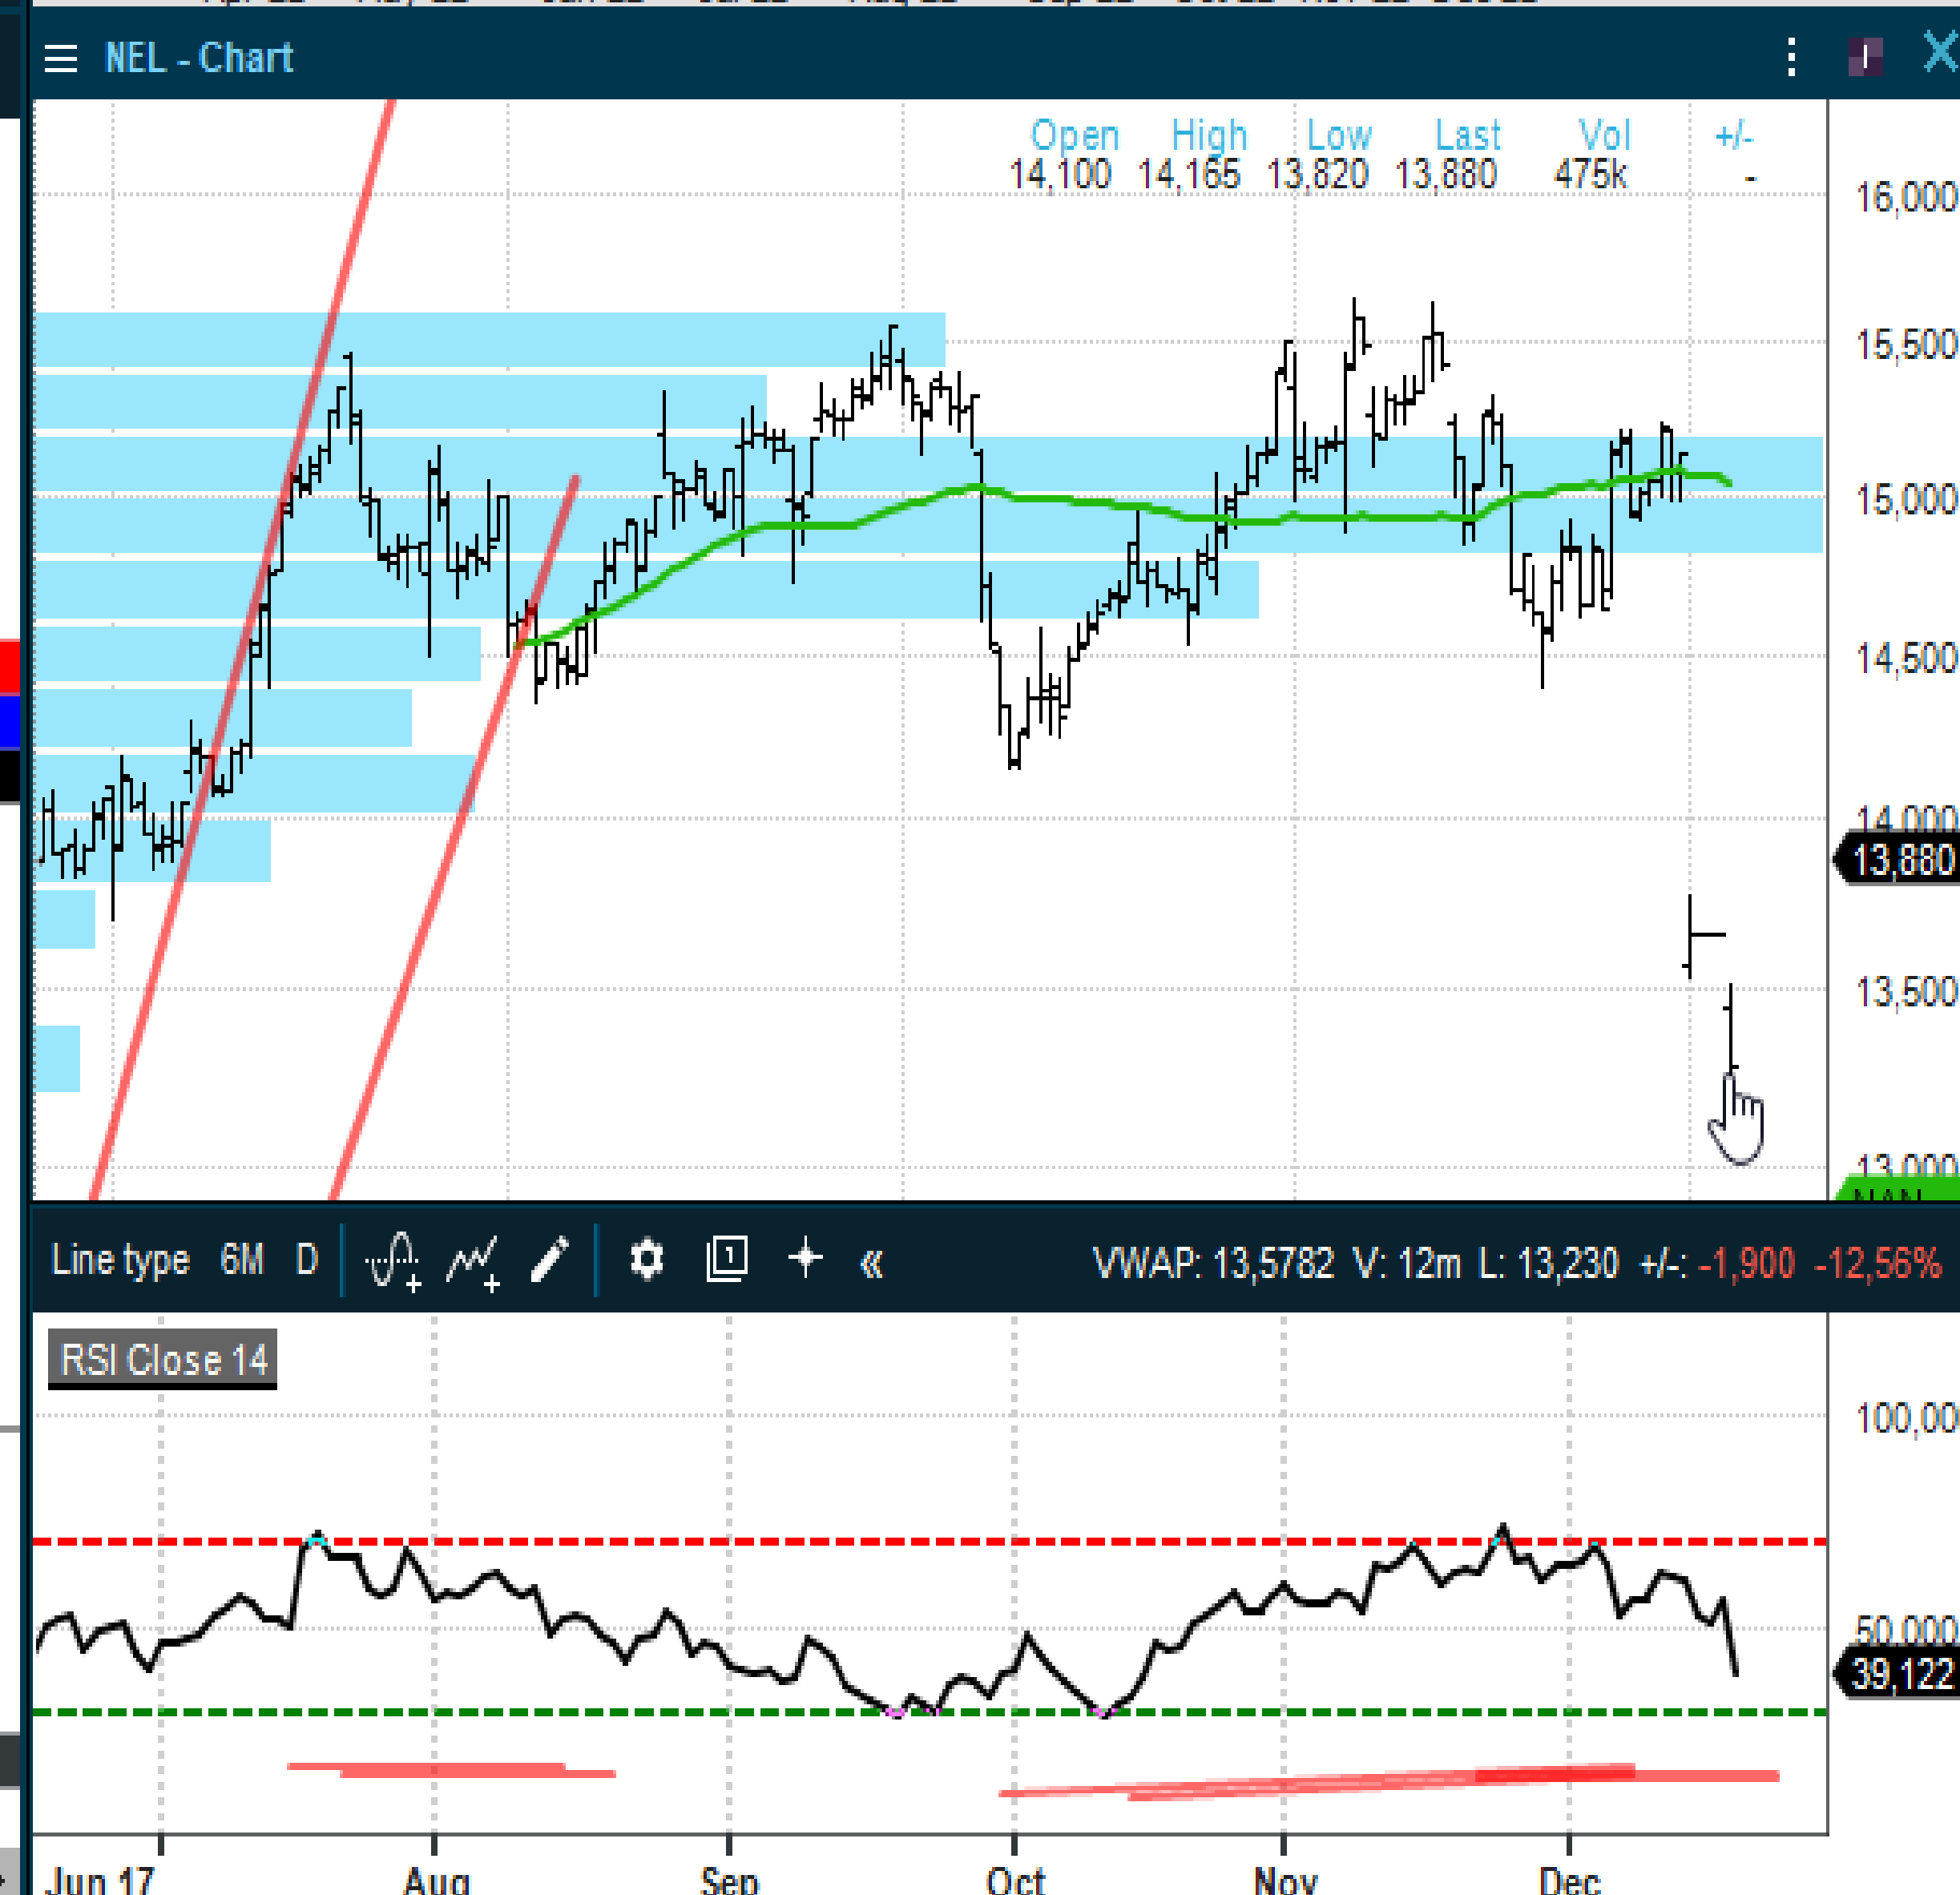 NEL - Chart
Open High Low Last Vol +/-
14,100 14,165 13,820 13,880 475k -
16,000
15,500
15,000
14,500
14,000
13,880
13,500
13,000
Line type 6M D 1 « VWAP: 13,5782 V: 12m L: 13,230 +/-: -1,900 -12,56%
RSI Close 14
100,00
50,000
39,122
Jun 17 Aug Sep Oct Nov Dec